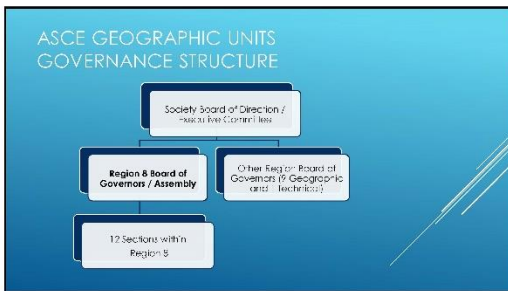 ASCE GEOGRAPHIC UNITS
GOVERNANCE STRUCTURE
Society Board of Direction /
Executive Committee
Region 8 Board of
Governors / Assembly
Other Region Board of
Governors (9 Geographic
and 1 Technical)
12 Sections within
Region 8